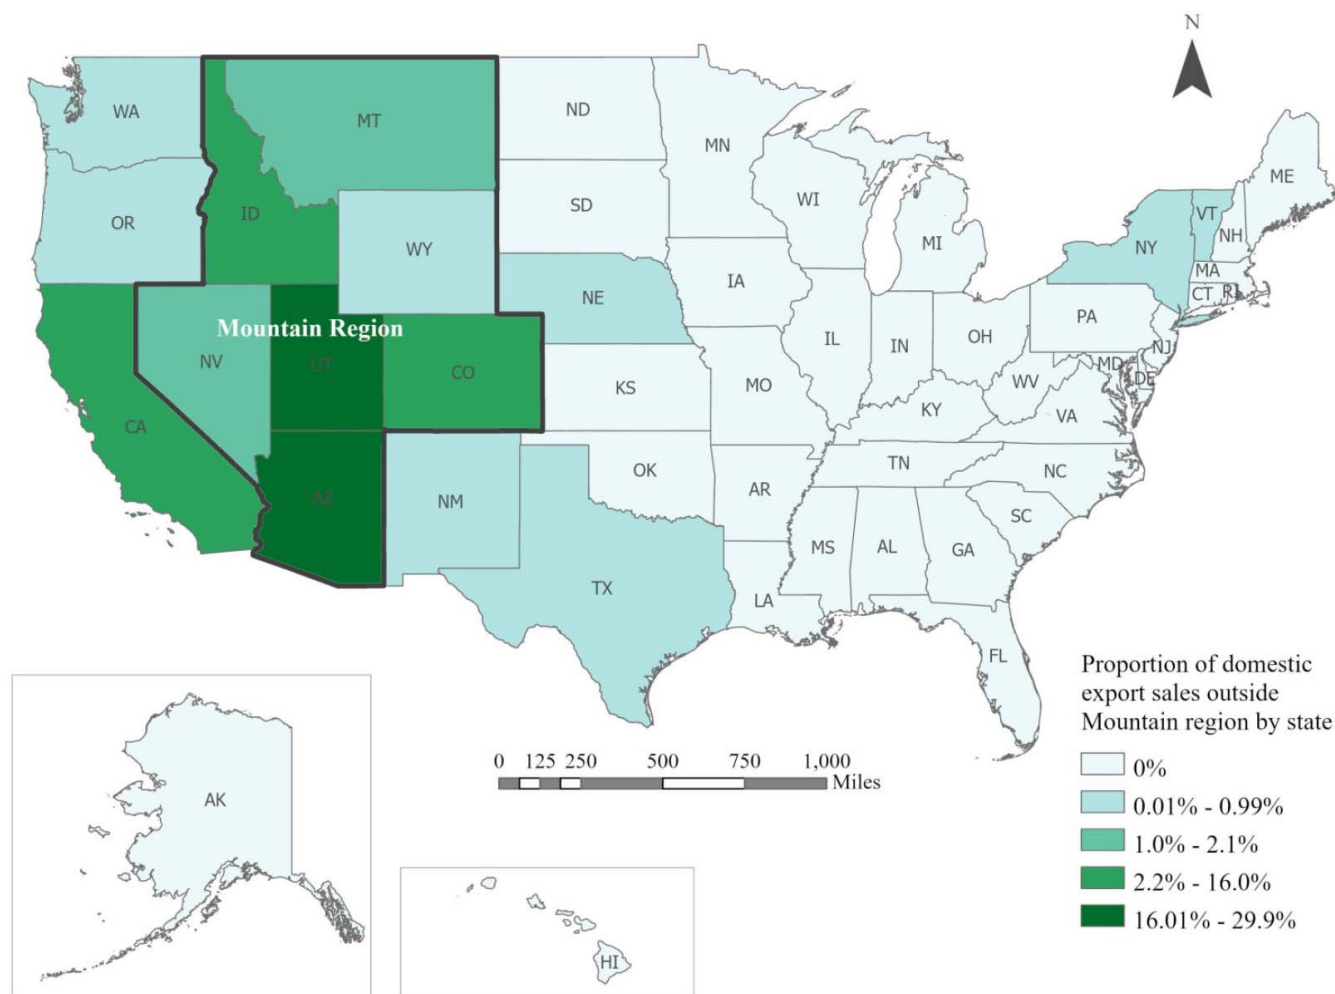 N
WA
MT
ND
MN
ME
OR
ID
SD
WI
VT
NH
NY
MI
MA
WY
CT
RI
IA
NE
PA
Mountain Region
NV
UT
CO
IL
IN
OH
NJ
MD
DE
WV
KS
MO
KY
VA
CA
TN
NC
OK
AR
AZ
NM
SC
MS
AL
GA
TX
LA
FL
Proportion of domestic
export sales outside
Mountain region by state
0%
0.01% - 0.99%
1.0% - 2.1%
2.2% - 16.0%
16.01% - 29.9%
0 125 250 500 750 1,000
Miles
AK
HI